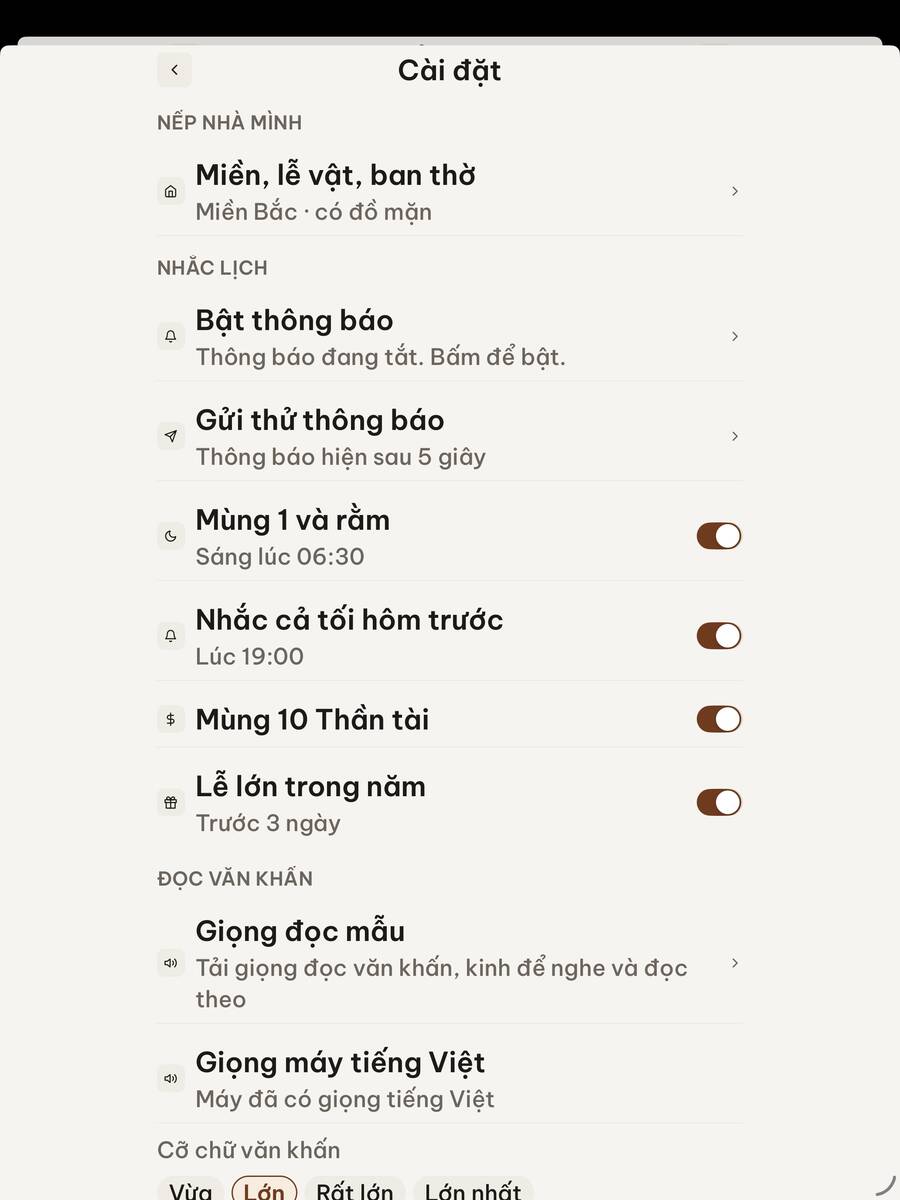 Cài đặt
NẾP NHÀ MÌNH
Miền, lễ vật, ban thờ
Miền Bắc · có đồ mặn
NHẮC LỊCH
Bật thông báo
Thông báo đang tắt. Bấm để bật.
Gửi thử thông báo
Thông báo hiện sau 5 giây
Mùng 1 và rằm
Sáng lúc 06:30
Nhắc cả tối hôm trước
Lúc 19:00
Mùng 10 Thần tài
Lễ lớn trong năm
Trước 3 ngày
ĐỌC VĂN KHẤN
Giọng đọc mẫu
Tải giọng đọc văn khấn, kinh để nghe và đọc
theo
Giọng máy tiếng Việt
Máy đã có giọng tiếng Việt
Cỡ chữ văn khấn
Vừa Lớn Rất lớn Lớn nhất